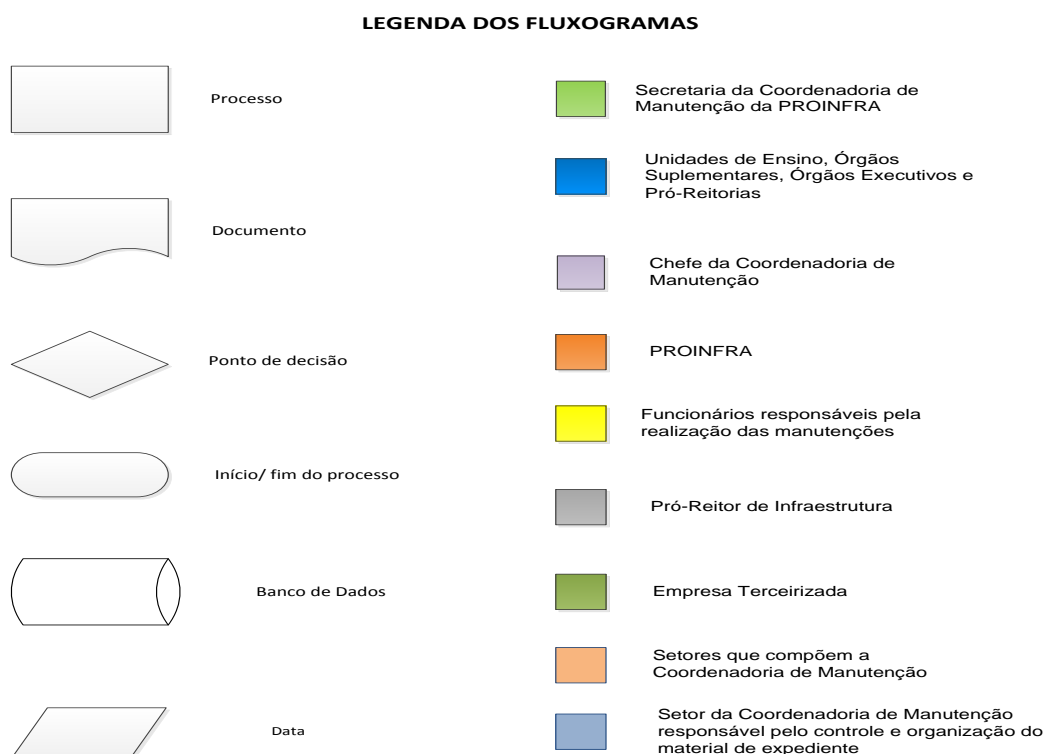 LEGENDA DOS FLUXOGRAMAS
Processo
Documento
Ponto de decisão
Início/ fim do processo
Banco de Dados
Data
Secretaria da Coordenadoria de
Manutenção da PROINFRA
Unidades de Ensino, Órgãos
Suplementares, Órgãos Executivos e
Pró-Reitorias
Chefe da Coordenadoria de
Manutenção
PROINFRA
Funcionários responsáveis pela
realização das manutenções
Pró-Reitor de Infraestrutura
Empresa Terceirizada
Setores que compõem a
Coordenadoria de Manutenção
Setor da Coordenadoria de Manutenção
responsável pelo controle e organização do
material de expediente